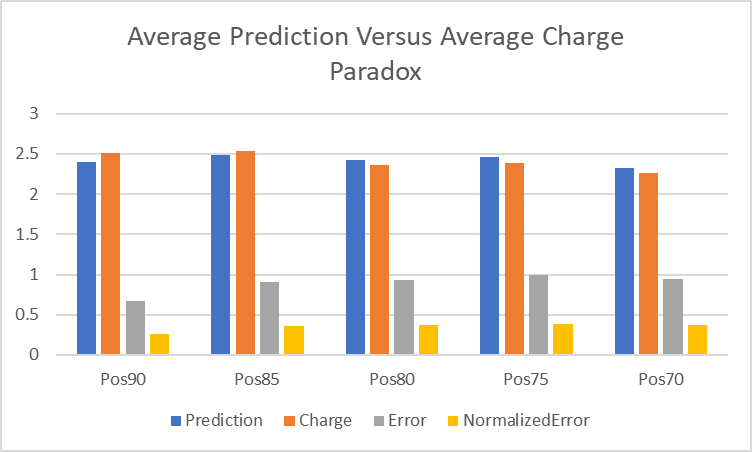 Average Prediction Versus Average Charge
Paradox
3
2.5
2
1.5
1
0.5
0
Pos90 Pos85 Pos80 Pos75 Pos70
Prediction Charge Error NormalizedError